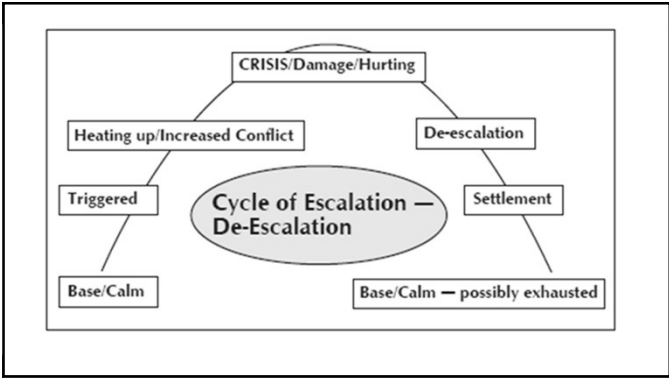 CRISIS/Damage/Hurting
Heating up/Increased Conflict
De-escalation
Triggered
Settlement
Cycle of Escalation —
De-Escalation
Base/Calm
Base/Calm — possibly exhausted